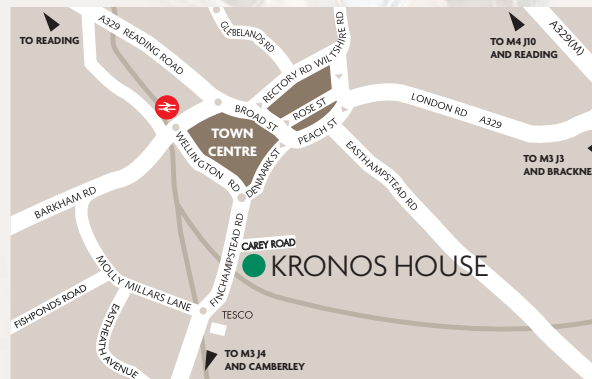 TO READING
A329 READING ROAD
GLEBELANDS RD
RECTORY RD
WILTSHIRE RD
TO M4 J10
AND READING
A329(M)
BROAD ST
ROSE ST
PEACH ST
LONDON RD A329
TOWN
CENTRE
WELLINGTON RD
DENMARK ST
EASTHAMPSTEAD RD
TO M3 J3
AND BRACKNE
BARKHAM RD
FINCHAMPSTEAD RD
CAREY ROAD
KRONOS HOUSE
MOLLY MILLARS LANE
FISHPONDS ROAD
EASTHEATH AVENUE
TESCO
TO M3 J4
AND CAMBERLEY